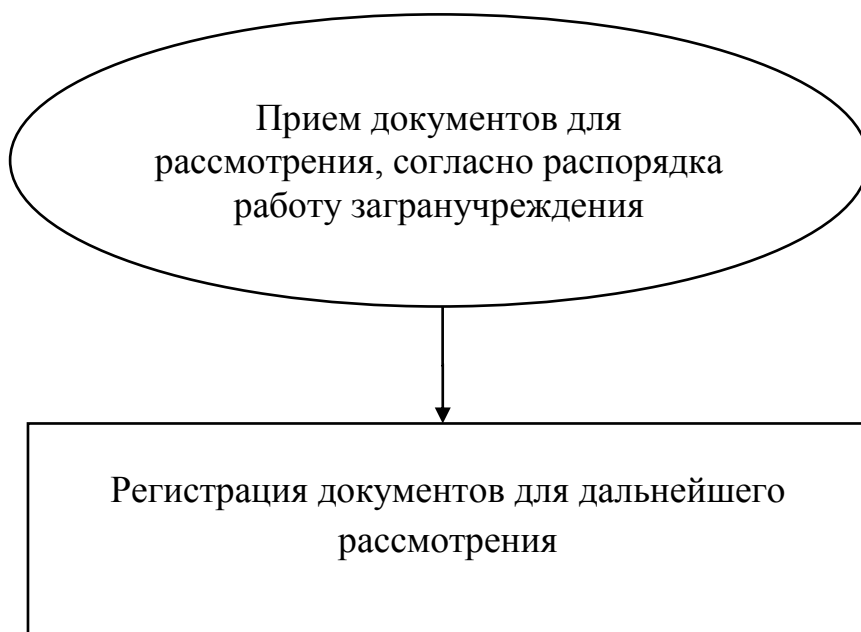 Прием документов для
рассмотрения, согласно распорядка
работу загранучреждения
Регистрация документов для дальнейшего
рассмотрения